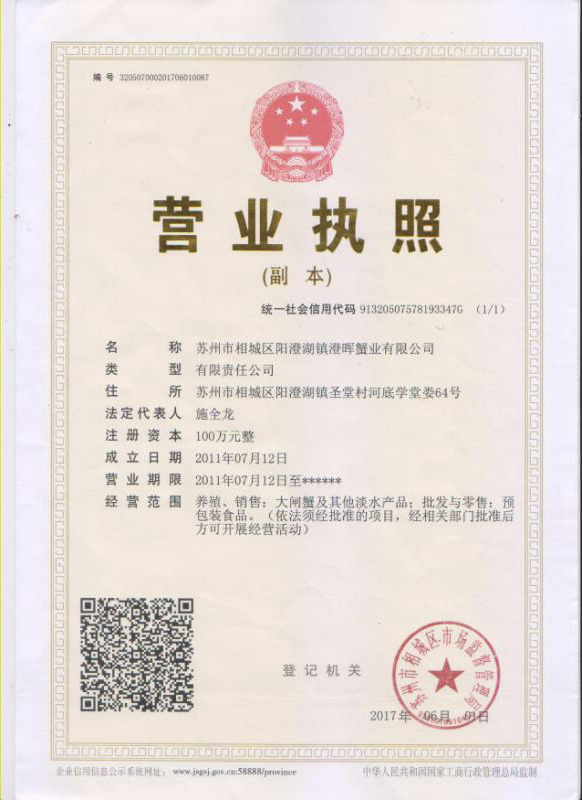 编 号 320507000201706010087
营业执照
(副 本)
统一社会信用代码 91320507578193347G (1/1)
名 称 苏州市相城区阳澄湖镇澄晖蟹业有限公司
类 型 有限责任公司
住 所 苏州市相城区阳澄湖镇圣堂村河底学堂娄64号
法定代表人 施全龙
注 册 资 本 100万元整
成 立 日 期 2011年07月12日
营 业 期 限 2011年07月12日至******
经 营 范 围 养殖、销售：大闸蟹及其他淡水产品；批发与零售：预
包装食品。（依法须经批准的项目，经相关部门批准后
方可开展经营活动）
苏州市相城区市场监督管理局
登 记 机 关
2017年 06月 01日
企业信用信息公示系统网址： www.jsgsj.gov.cn:58888/province
中华人民共和国国家工商行政管理总局监制